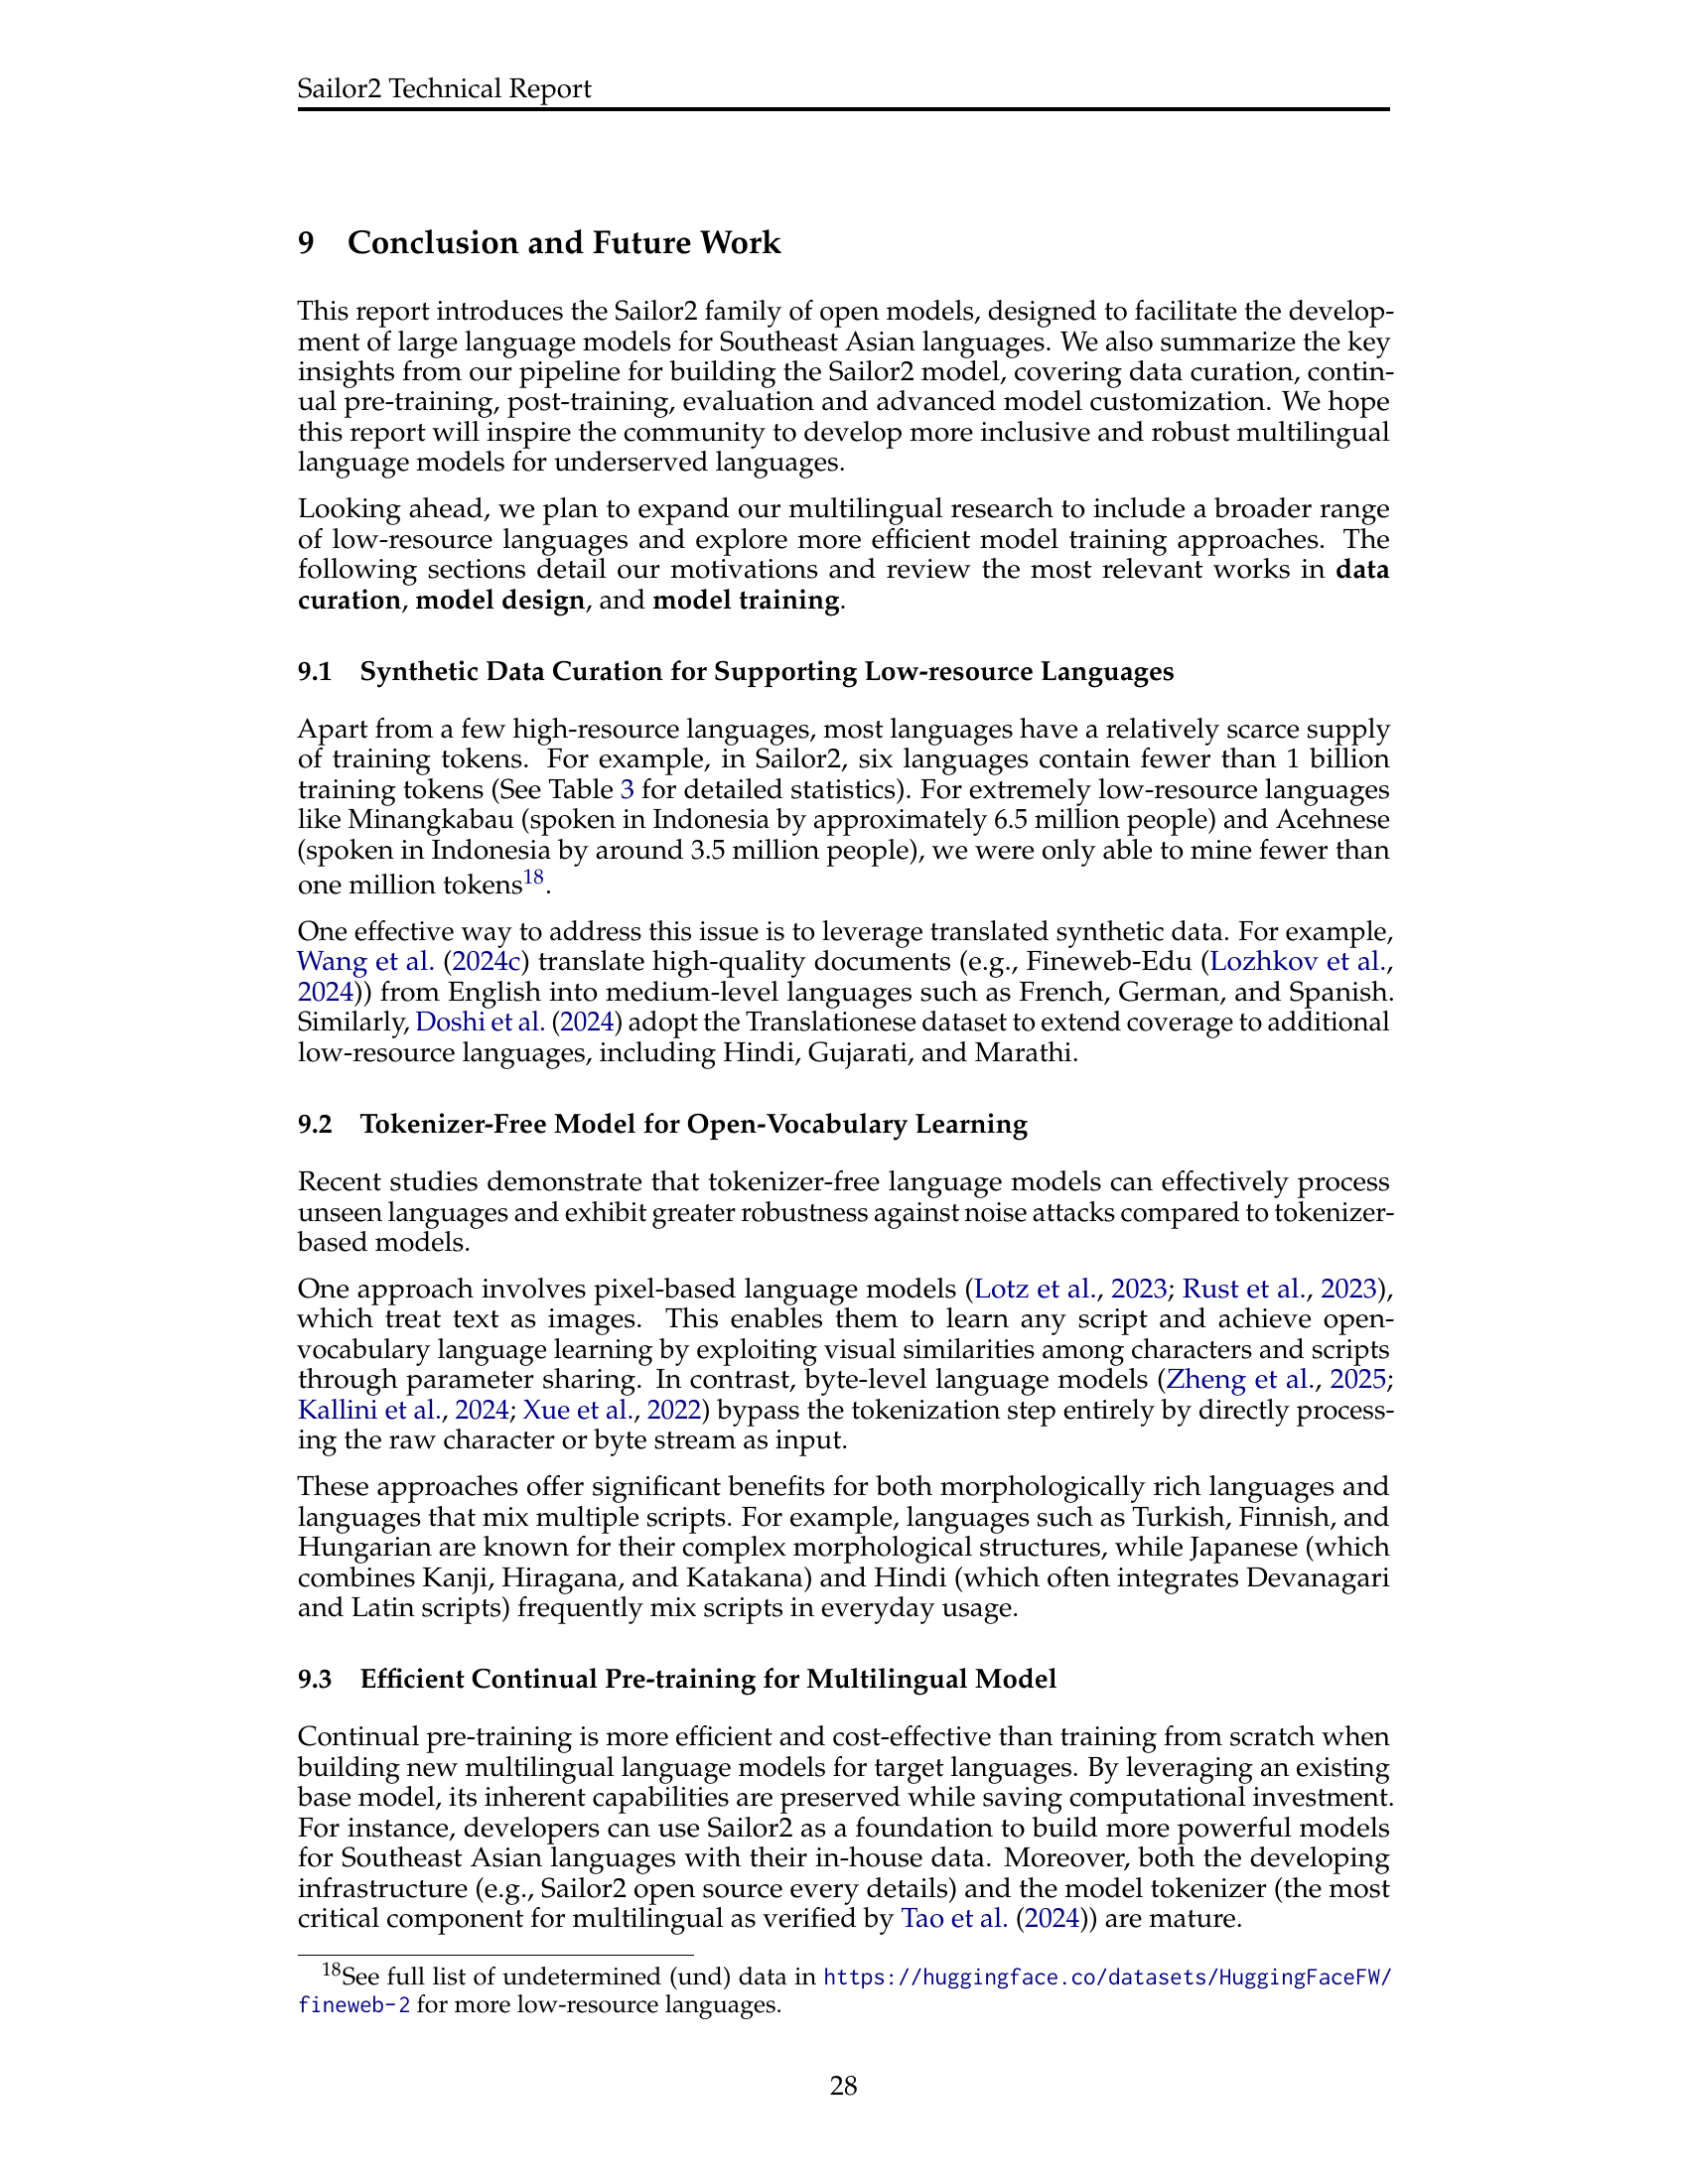 Sailor2 Technical Report
9 Conclusion and Future Work
This report introduces the Sailor2 family of open models, designed to facilitate the develop-
ment of large language models for Southeast Asian languages. We also summarize the key
insights from our pipeline for building the Sailor2 model, covering data curation, contin-
ual pre-training, post-training, evaluation and advanced model customization. We hope
this report will inspire the community to develop more inclusive and robust multilingual
language models for underserved languages.
Looking ahead, we plan to expand our multilingual research to include a broader range
of low-resource languages and explore more efficient model training approaches. The
following sections detail our motivations and review the most relevant works in data
curation, model design, and model training.
9.1 Synthetic Data Curation for Supporting Low-resource Languages
Apart from a few high-resource languages, most languages have a relatively scarce supply
of training tokens. For example, in Sailor2, six languages contain fewer than 1 billion
training tokens (See Table 3 for detailed statistics). For extremely low-resource languages
like Minangkabau (spoken in Indonesia by approximately 6.5 million people) and Acehnese
(spoken in Indonesia by around 3.5 million people), we were only able to mine fewer than
one million tokens18.
One effective way to address this issue is to leverage translated synthetic data. For example,
Wang et al. (2024c) translate high-quality documents (e.g., Fineweb-Edu (Lozhkov et al.,
2024)) from English into medium-level languages such as French, German, and Spanish.
Similarly, Doshi et al. (2024) adopt the Translationese dataset to extend coverage to additional
low-resource languages, including Hindi, Gujarati, and Marathi.
9.2 Tokenizer-Free Model for Open-Vocabulary Learning
Recent studies demonstrate that tokenizer-free language models can effectively process
unseen languages and exhibit greater robustness against noise attacks compared to tokenizer-
based models.
One approach involves pixel-based language models (Lotz et al., 2023; Rust et al., 2023),
which treat text as images. This enables them to learn any script and achieve open-
vocabulary language learning by exploiting visual similarities among characters and scripts
through parameter sharing. In contrast, byte-level language models (Zheng et al., 2025;
Kallini et al., 2024; Xue et al., 2022) bypass the tokenization step entirely by directly process-
ing the raw character or byte stream as input.
These approaches offer significant benefits for both morphologically rich languages and
languages that mix multiple scripts. For example, languages such as Turkish, Finnish, and
Hungarian are known for their complex morphological structures, while Japanese (which
combines Kanji, Hiragana, and Katakana) and Hindi (which often integrates Devanagari
and Latin scripts) frequently mix scripts in everyday usage.
9.3 Efficient Continual Pre-training for Multilingual Model
Continual pre-training is more efficient and cost-effective than training from scratch when
building new multilingual language models for target languages. By leveraging an existing
base model, its inherent capabilities are preserved while saving computational investment.
For instance, developers can use Sailor2 as a foundation to build more powerful models
for Southeast Asian languages with their in-house data. Moreover, both the developing
infrastructure (e.g., Sailor2 open source every details) and the model tokenizer (the most
critical component for multilingual as verified by Tao et al. (2024)) are mature.
18See full list of undetermined (und) data in https://huggingface.co/datasets/HuggingFaceFW/
fineweb-2 for more low-resource languages.
28